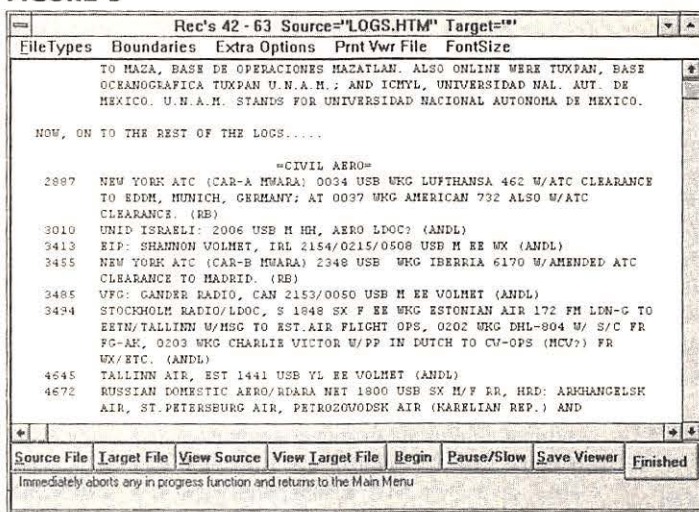 Rec's 42 - 63 Source="LOGS.HTM" Target=""
FileTypes Boundaries Extra Options Prnt Vwr File FontSize
TO MAZA, BASE DE OPERACIONES MAZATLAN. ALSO ONLINE WERE TUXPAN, BASE
OCEANOGRAFICA TUXPAN U.N.A.M.; AND ICMYL, UNIVERSIDAD NAL. AUT. DE
MEXICO. U.N.A.M. STANDS FOR UNIVERSIDAD NACIONAL AUTONOMA DE MEXICO.
NOW, ON TO THE REST OF THE LOGS.....
=CIVIL AERO=
2887 NEW YORK ATC (CAR-A MWARA) 0034 USB WKG LUFTHANSA 462 W/ATC CLEARANCE
TO EDDM, MUNICH, GERMANY; AT 0037 WKG AMERICAN 732 ALSO W/ATC
CLEARANCE. (RB)
3010 UNID ISRAELI: 2006 USB M HH, AERO LDOC? (ANDL)
3413 EIP: SHANNON VOLMET, IRL 2154/0215/0508 USB M EE WX (ANDL)
3455 NEW YORK ATC (CAR-B MWARA) 2348 USB WKG IBERRIA 6170 W/AMENDED ATC
CLEARANCE TO MADRID. (RB)
3485 VFG: GANDER RADIO, CAN 2153/0050 USB M EE VOLMET (ANDL)
3494 STOCKHOLM RADIO/LDOC, S 1848 SX F EE WKG ESTONIAN AIR 172 FM LDN-G TO
EETN/TALLINN W/MSG TO EST.AIR FLIGHT OPS, 0202 WKG DHL-804 W/ S/C FR
FG-AK, 0203 WKG CHARLIE VICTOR W/PP IN DUTCH TO CV-OPS (MCV?) FR
WX/ETC. (ANDL)
4645 TALLINN AIR, EST 1441 USB YL EE VOLMET (ANDL)
4672 RUSSIAN DOMESTIC AERO/RDARA NET 1800 USB SX M/F RR, HRD: ARKHANGELSK
AIR, ST.PETERSBURG AIR, PETROZOVODSK AIR (KARELIAN REP.) AND
Source File Target File View Source View Target File Begin Pause/Slow Save Viewer Finished
Immediately aborts any in progress function and returns to the Main Menu